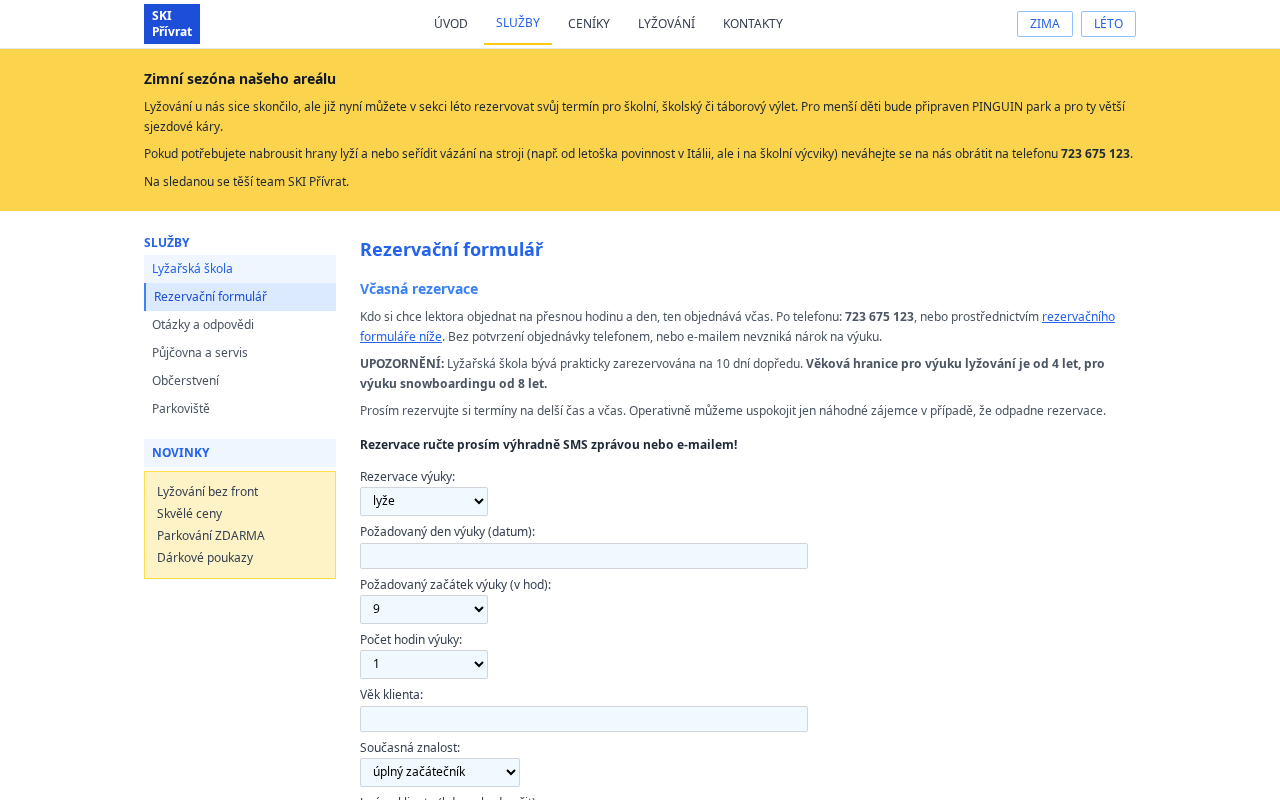 SKI
Přívrat
ÚVOD
SLUŽBY
CENÍKY
LYŽOVÁNÍ
KONTAKTY
ZIMA
LÉTO
Zimní sezóna našeho areálu
Lyžování u nás sice skončilo, ale již nyní můžete v sekci léto rezervovat svůj termín pro školní, školský či táborový výlet. Pro menší děti bude připraven PINGUIN park a pro ty větší
sjezdové káry.
Pokud potřebujete nabrousit hrany lyží a nebo seřídit vázání na stroji (např. od letoška povinnost v Itálii, ale i na školní výcviky) neváhejte se na nás obrátit na telefonu 723 675 123.
Na sledanou se těší team SKI Přívrat.
SLUŽBY
Lyžařská škola
Rezervační formulář
Otázky a odpovědi
Půjčovna a servis
Občerstvení
Parkoviště
NOVINKY
Lyžování bez front
Skvělé ceny
Parkování ZDARMA
Dárkové poukazy
Rezervační formulář
Včasná rezervace
Kdo si chce lektora objednat na přesnou hodinu a den, ten objednává včas. Po telefonu: 723 675 123, nebo prostřednictvím rezervačního
formuláře níže. Bez potvrzení objednávky telefonem, nebo e-mailem nevzniká nárok na výuku.
UPOZORNĚNÍ: Lyžařská škola bývá prakticky zarezervována na 10 dní dopředu. Věková hranice pro výuku lyžování je od 4 let, pro
výuku snowboardingu od 8 let.
Prosím rezervujte si termíny na delší čas a včas. Operativně můžeme uspokojit jen náhodné zájemce v případě, že odpadne rezervace.
Rezervace ručte prosím výhradně SMS zprávou nebo e-mailem!
Rezervace výuky:
lyže
Požadovaný den výuky (datum):
Požadovaný začátek výuky (v hod):
9
Počet hodin výuky:
1
Věk klienta:
Současná znalost:
úplný začátečník